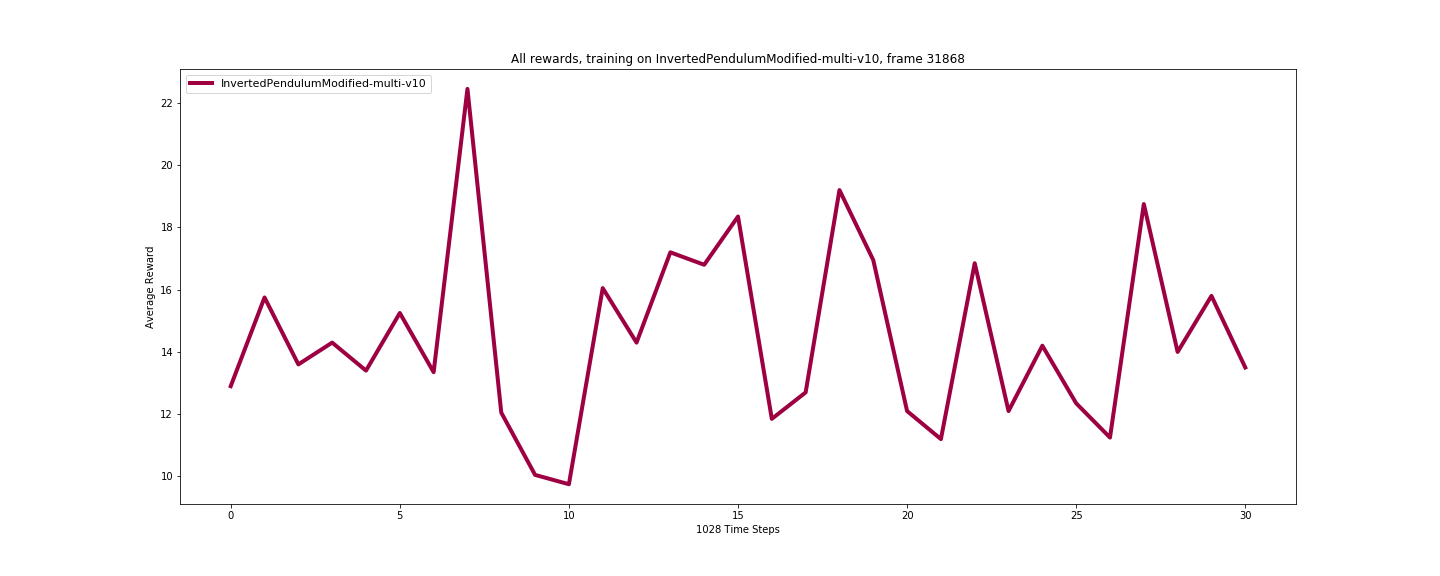 All rewards, training on InvertedPendulumModified-multi-v10, frame 31868
InvertedPendulumModified-multi-v10
22
20
18
16
14
12
10
Average Reward
0 5 10 15 20 25 30
1028 Time Steps